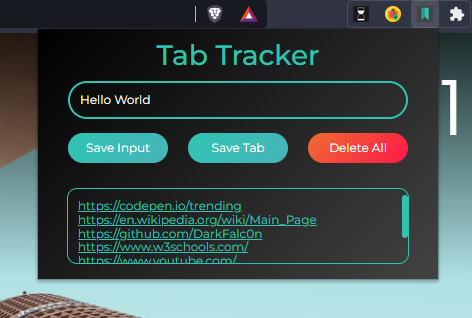 Tab Tracker
Hello World
Save Input
Save Tab
Delete All
https://codepen.io/trending
https://en.wikipedia.org/wiki/Main_Page
https://github.com/DarkFalc0n
https://www.w3schools.com/
https://www.youtube.com/
1